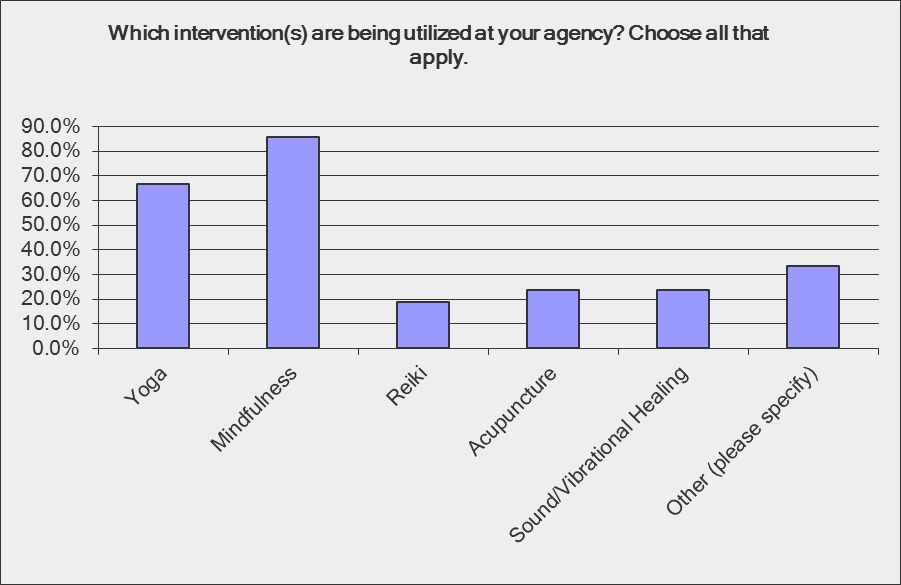 Which intervention(s) are being utilized at your agency? Choose all that
apply.
90.0%
80.0%
70.0%
60.0%
50.0%
40.0%
30.0%
20.0%
10.0%
0.0%
Yoga
Mindfulness
Reiki
Acupuncture
Sound/Vibrational Healing
Other (please specify)